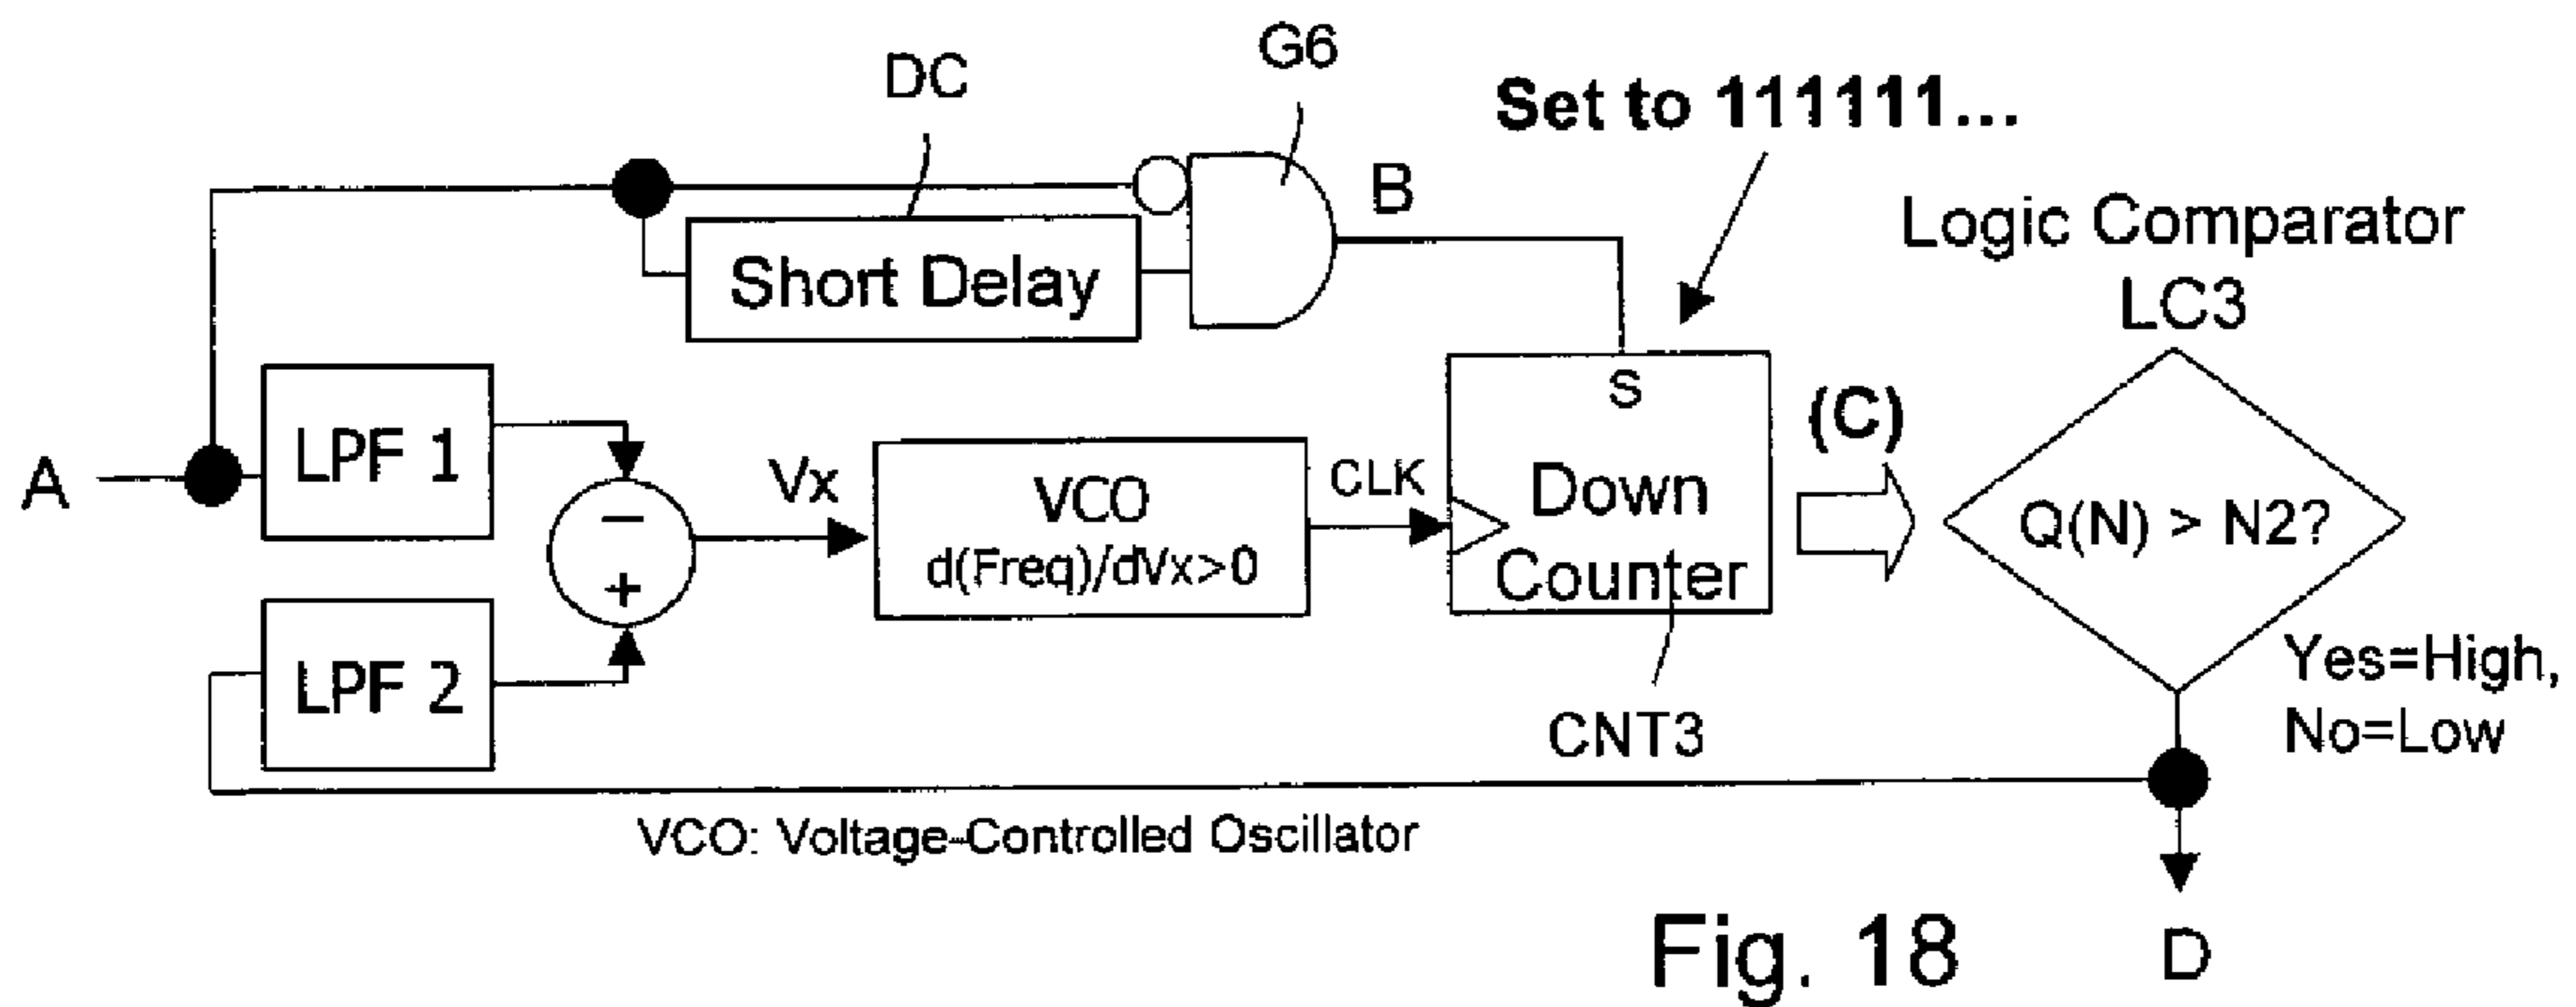 DC
G6
Set to 111111...
B
Logic Comparator
LC3
Short Delay
A
LPF 1
−
+
LPF 2
Vx
VCO
d(Freq)/dVx>0
CLK
S
Down
Counter
(C)
Q(N) > N2?
Yes=High,
No=Low
CNT3
VCO: Voltage-Controlled Oscillator
Fig. 18
D